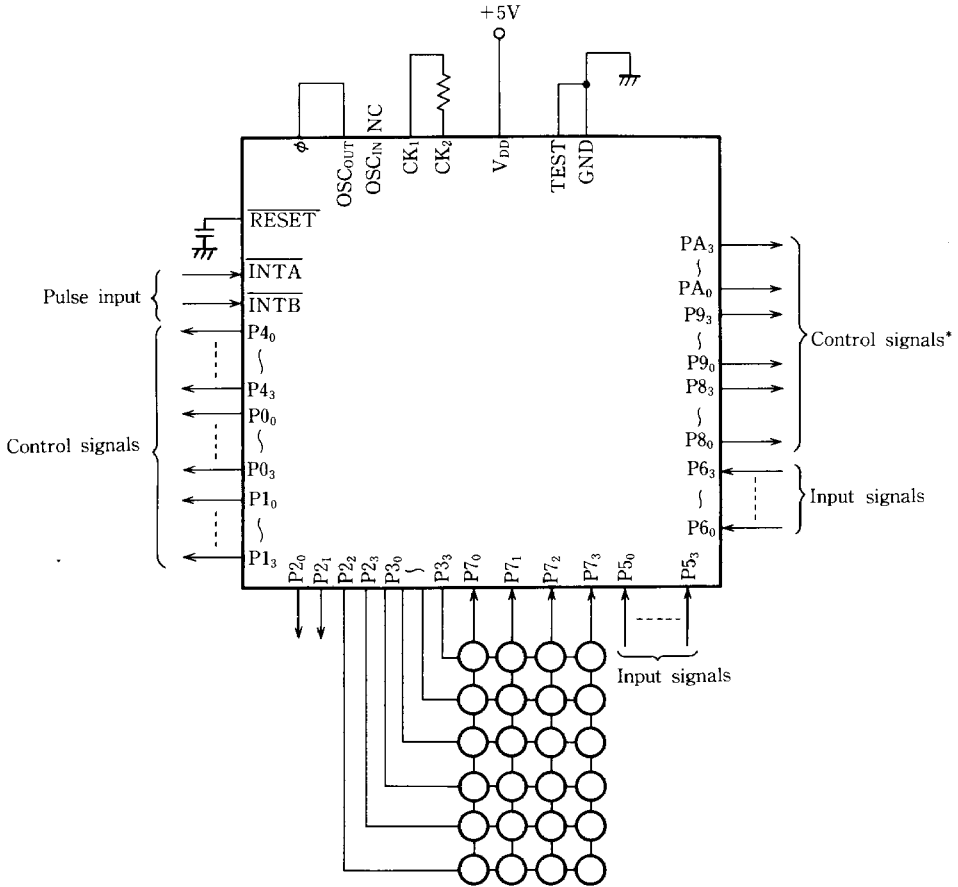 +5V
φ
OSCOUT
OSCIN NC
CK1
CK2
VDD
TEST
GND
RESET
INTA
INTB
Pulse input
P40
P43
P00
P03
P10
P13
Control signals
PA3
PA0
P93
P90
P83
P80
Control signals*
P63
P60
Input signals
P20
P21
P22
P23
P30
P33
P70
P71
P72
P73
P50
P53
Input signals